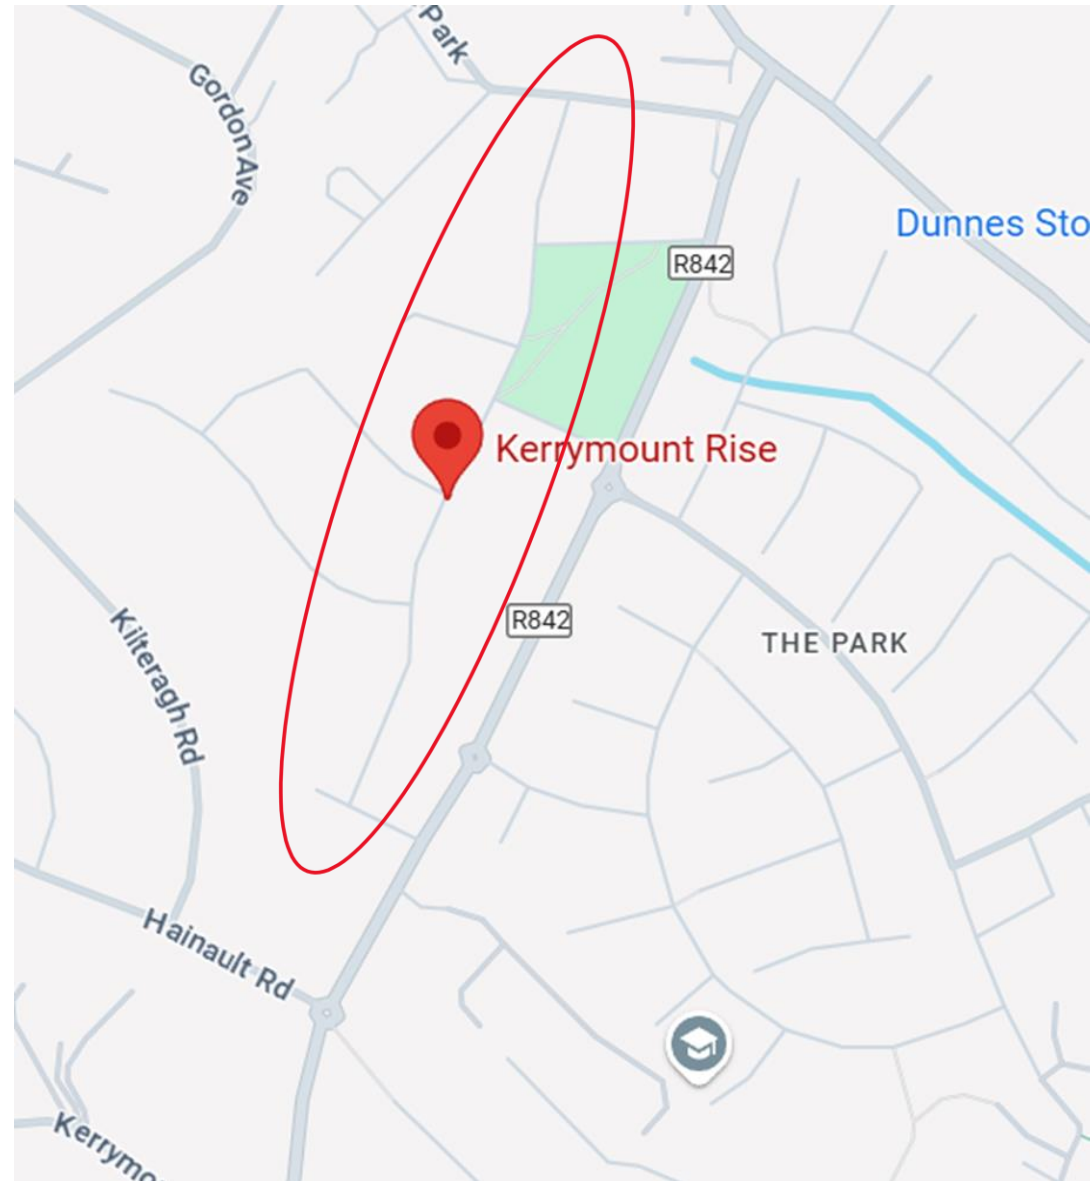 Park
Gordon Ave
Dunnes Sto
R842
Kerrymount Rise
R842
THE PARK
Kilteragh Rd
Hainault Rd
Kerrymo